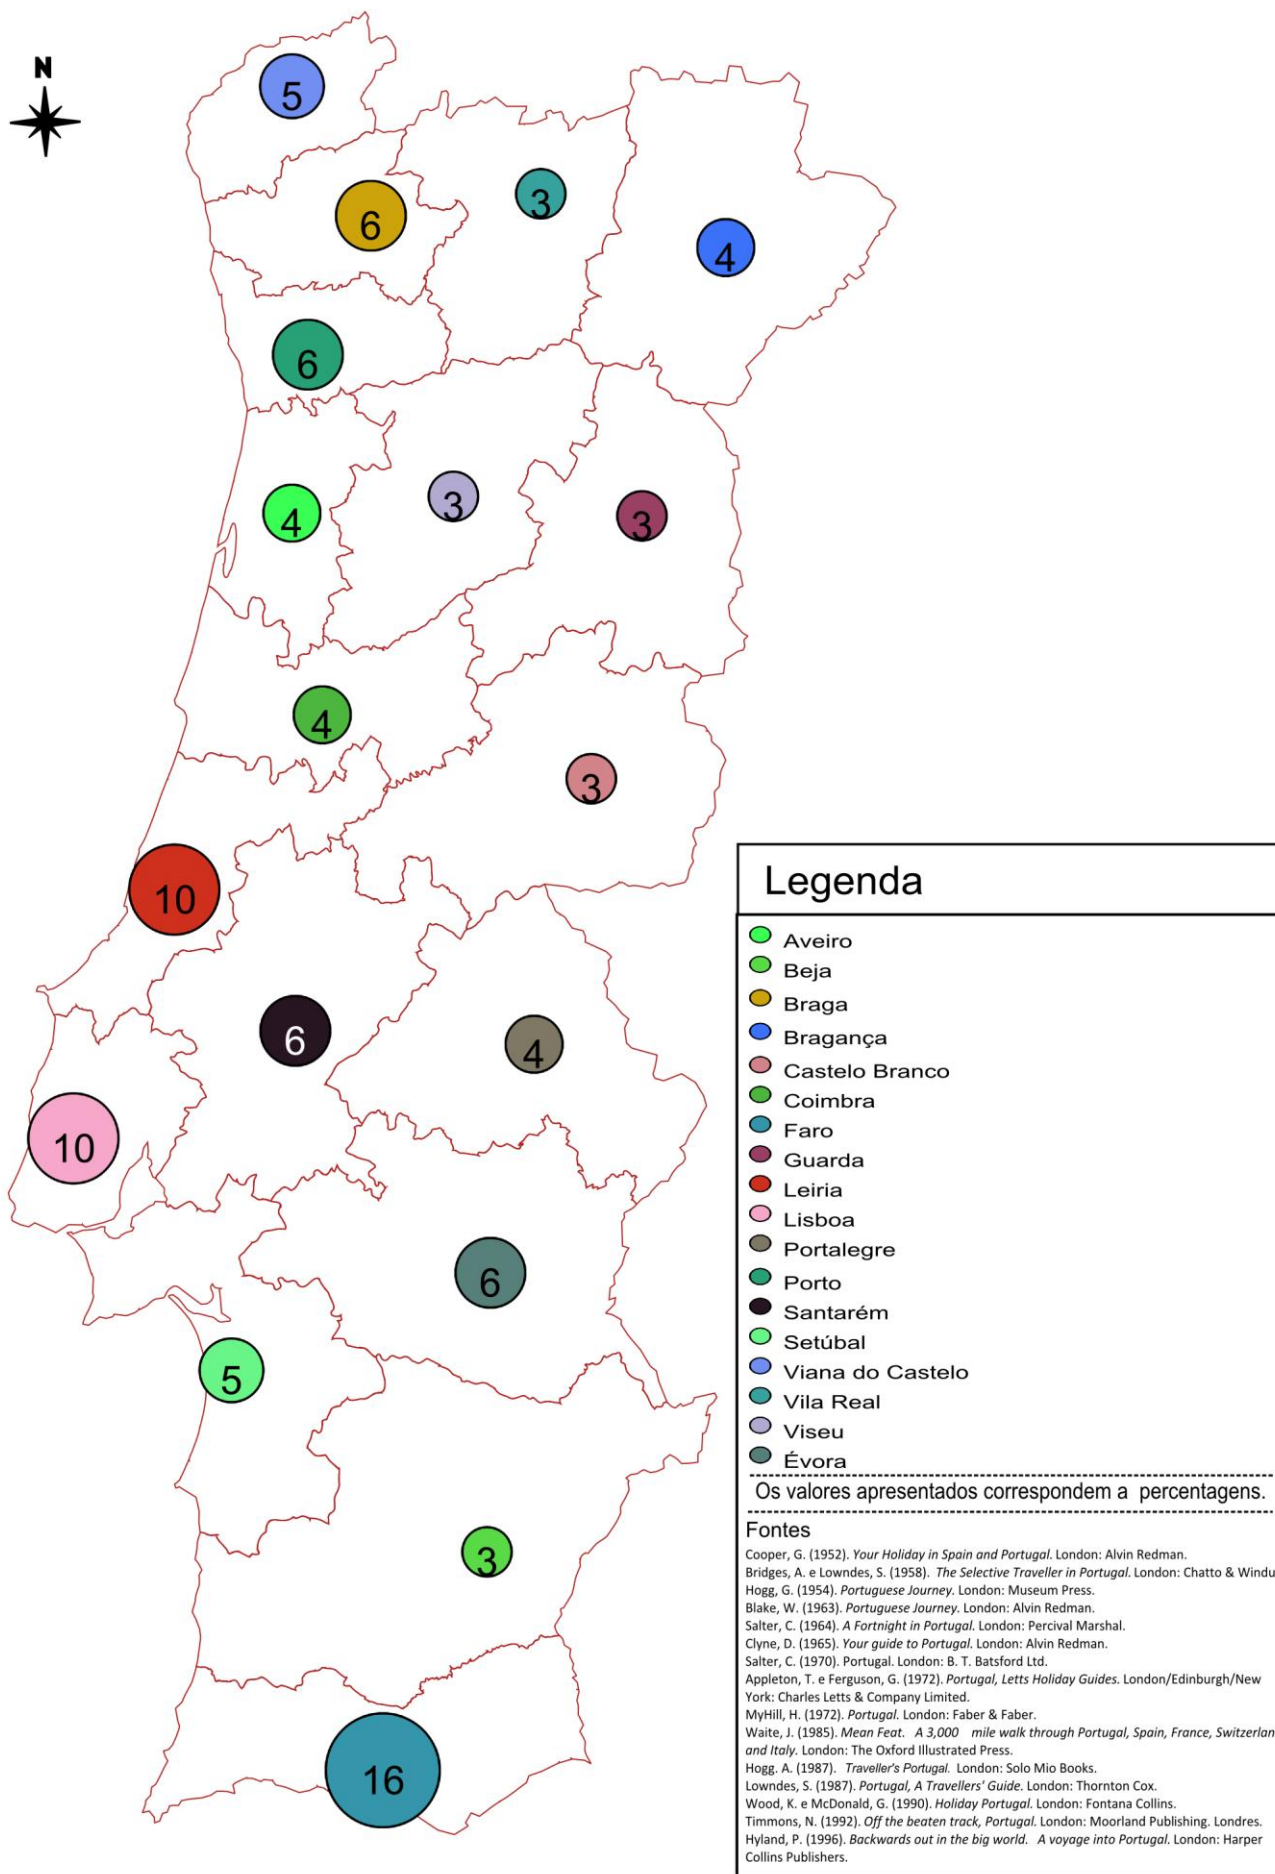 N
5
6
3
4
6
4
3
3
4
3
10
6
4
10
6
5
3
16
Legenda
Aveiro
Beja
Braga
Bragança
Castelo Branco
Coimbra
Faro
Guarda
Leiria
Lisboa
Portalegre
Porto
Santarém
Setúbal
Viana do Castelo
Vila Real
Viseu
Évora
Os valores apresentados correspondem a percentagens.
Fontes
Cooper, G. (1952). Your Holiday in Spain and Portugal. London: Alvin Redman.
Bridges, A. e Lowndes, S. (1958). The Selective Traveller in Portugal. London: Chatto & Windu
Hogg, G. (1954). Portuguese Journey. London: Museum Press.
Blake, W. (1963). Portuguese Journey. London: Alvin Redman.
Salter, C. (1964). A Fortnight in Portugal. London: Percival Marshal.
Clyne, D. (1965). Your guide to Portugal. London: Alvin Redman.
Salter, C. (1970). Portugal. London: B. T. Batsford Ltd.
Appleton, T. e Ferguson, G. (1972). Portugal, Letts Holiday Guides. London/Edinburgh/New
York: Charles Letts & Company Limited.
MyHill, H. (1972). Portugal. London: Faber & Faber.
Waite, J. (1985). Mean Feat. A 3,000 mile walk through Portugal, Spain, France, Switzerlan
and Italy. London: The Oxford Illustrated Press.
Hogg. A. (1987). Traveller's Portugal. London: Solo Mio Books.
Lowndes, S. (1987). Portugal, A Travellers' Guide. London: Thornton Cox.
Wood, K. e McDonald, G. (1990). Holiday Portugal. London: Fontana Collins.
Timmons, N. (1992). Off the beaten track, Portugal. London: Moorland Publishing. Londres.
Hyland, P. (1996). Backwards out in the big world. A voyage into Portugal. London: Harper
Collins Publishers.